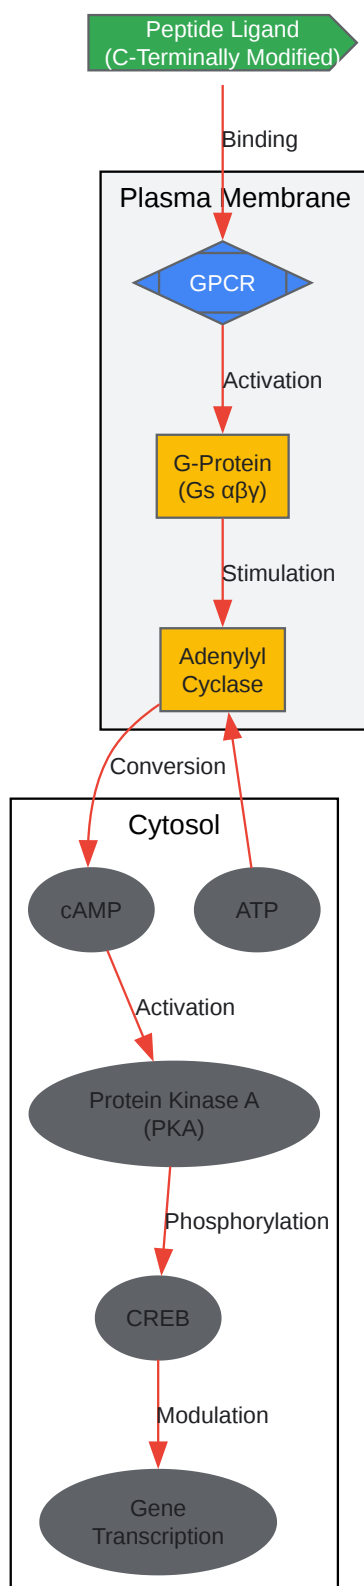 Peptide Ligand
(C-Terminally Modified)
Binding
Plasma Membrane
GPCR
Activation
G-Protein
(Gs αβγ)
Stimulation
Adenylyl
Cyclase
Conversion
Cytosol
cAMP
ATP
Activation
Protein Kinase A
(PKA)
Phosphorylation
CREB
Modulation
Gene
Transcription